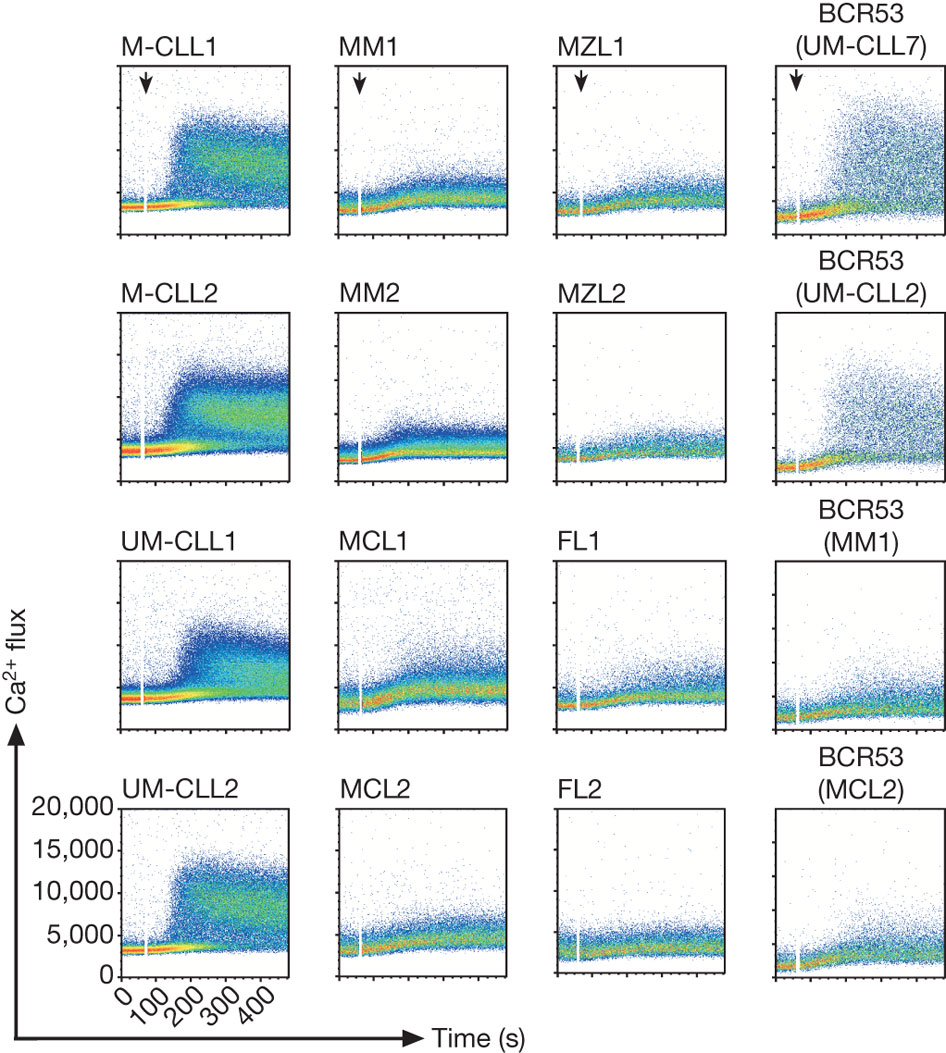 M-CLL1
MM1
MZL1
BCR53
(UM-CLL7)
M-CLL2
MM2
MZL2
BCR53
(UM-CLL2)
UM-CLL1
MCL1
FL1
BCR53
(MM1)
UM-CLL2
MCL2
FL2
BCR53
(MCL2)
Ca²⁺ flux
20,000
15,000
10,000
5,000
0
0 100 200 300 400
Time (s)